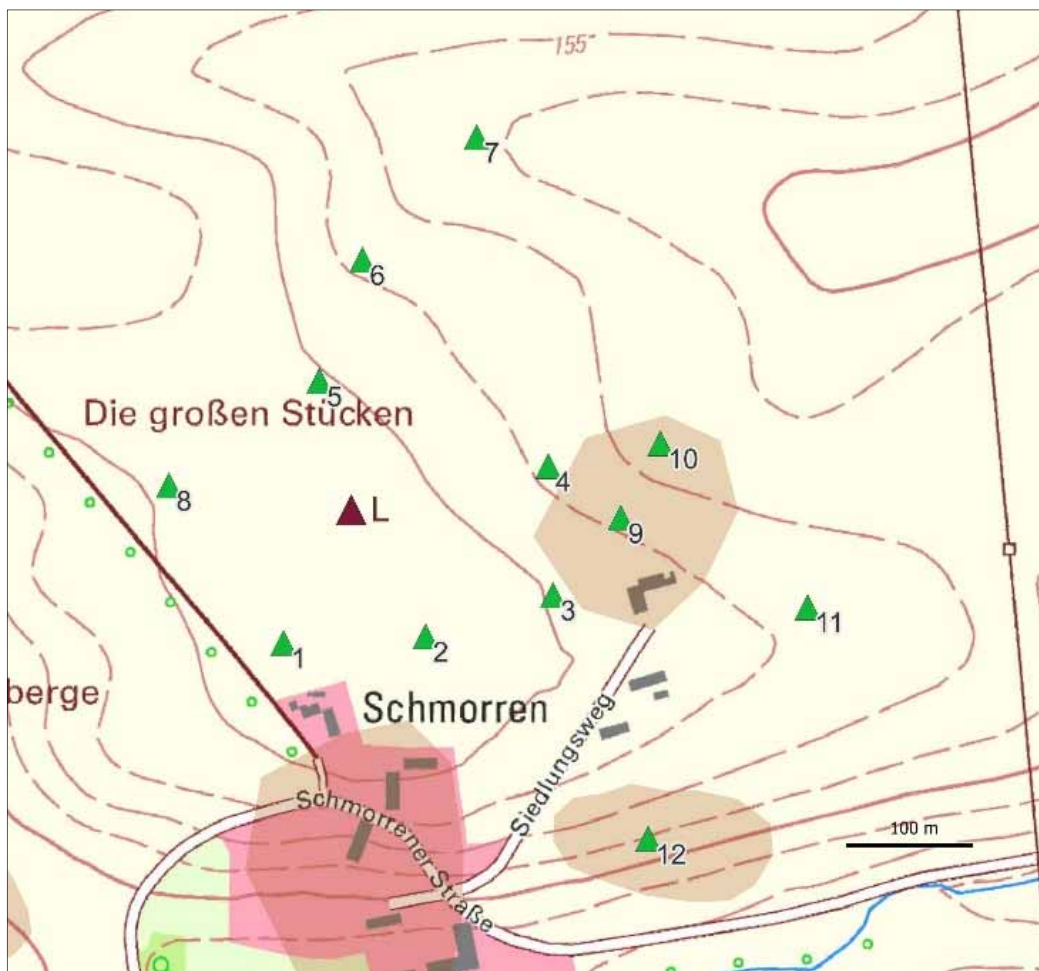 155
7
6
5
Die großen Stücken
4
10
8
L
9
3
11
1
2
berge
Schmorren
Siedlungsweg
Schmorrener Straße
12
100 m